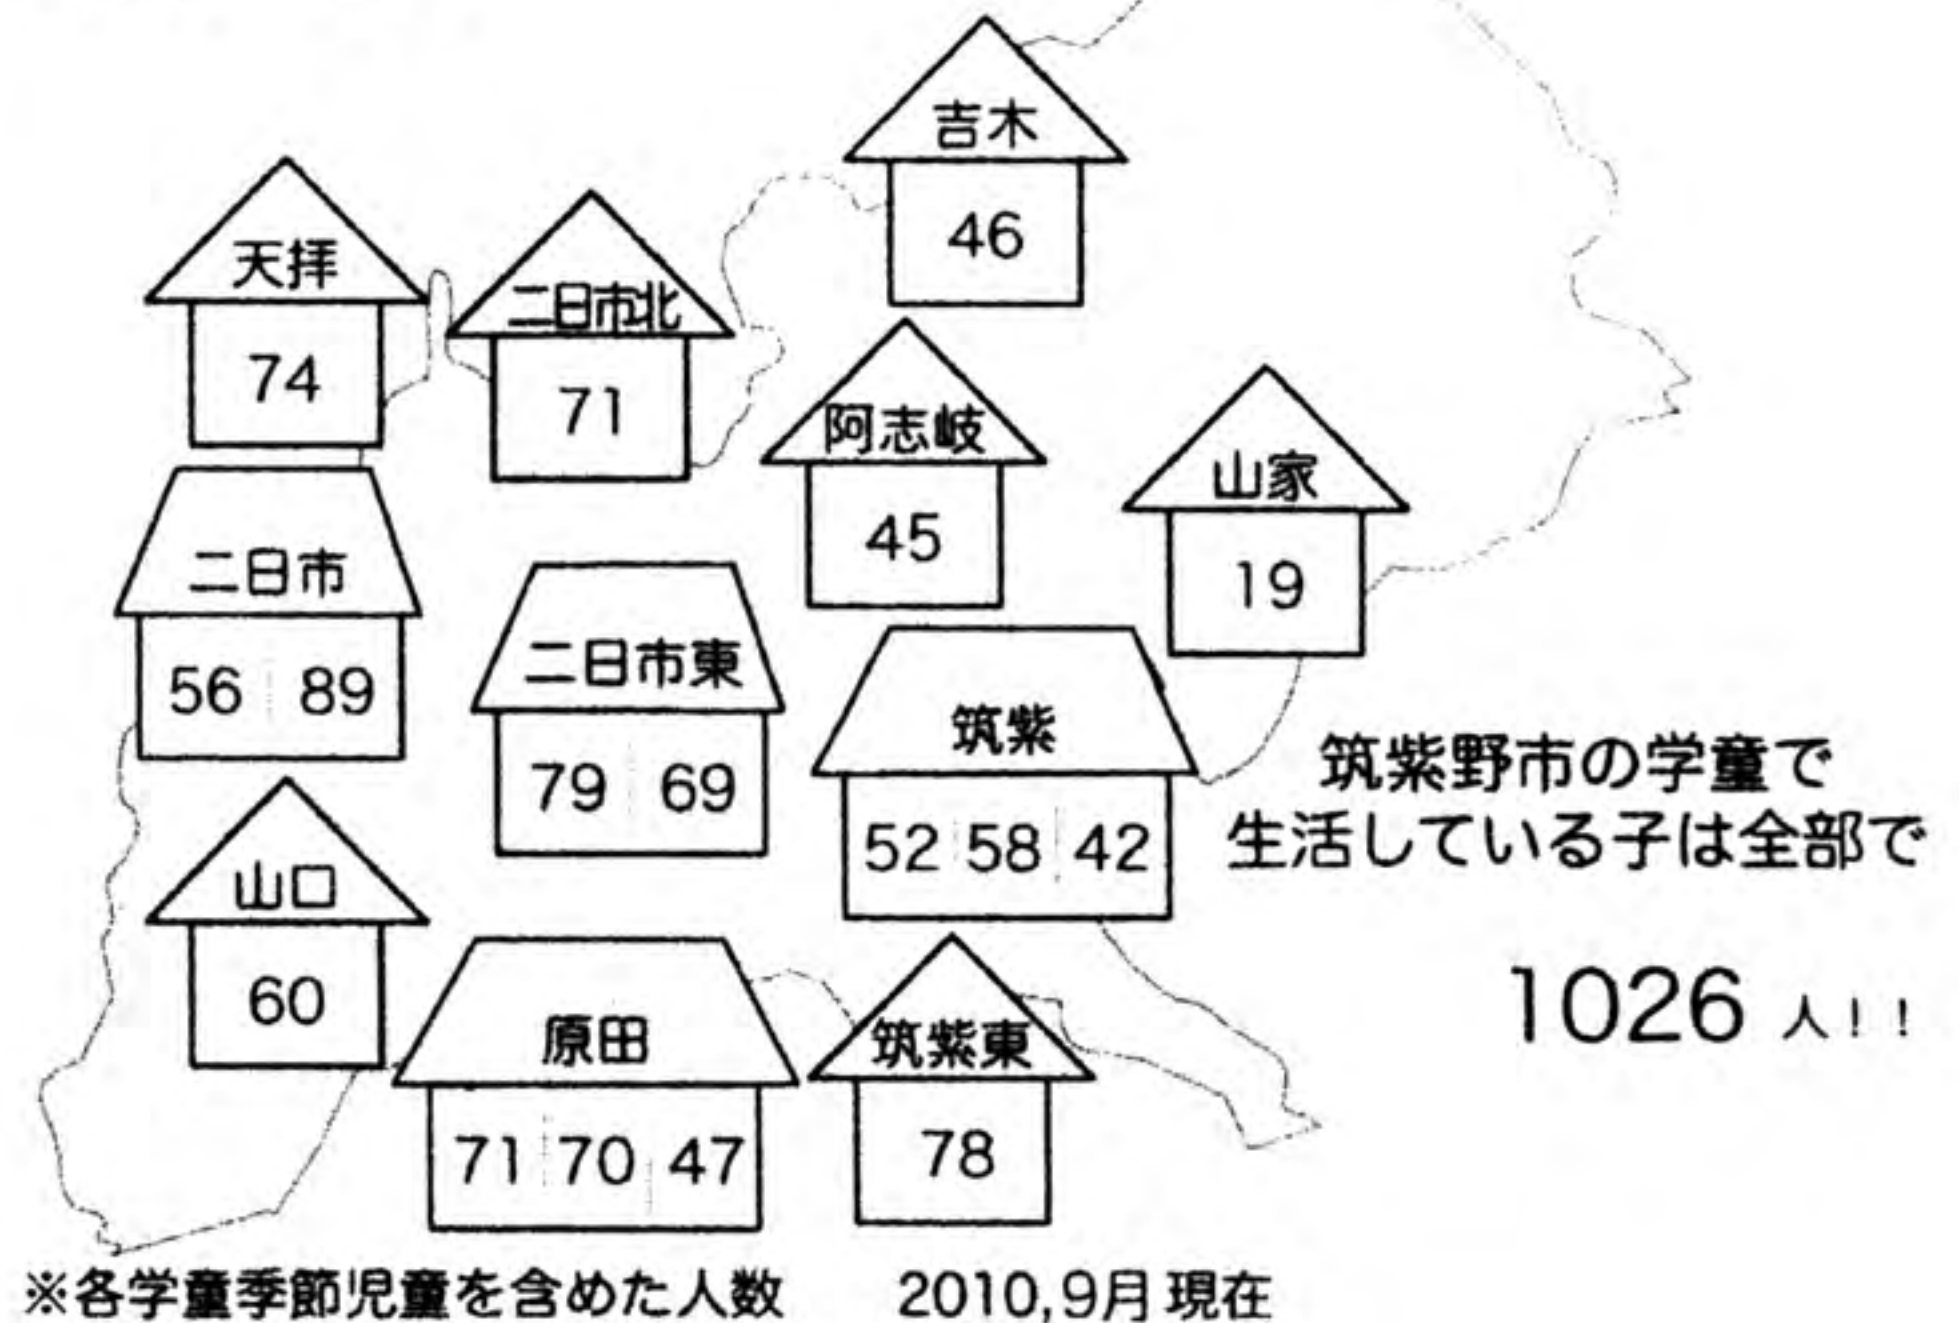 吉木
46
天拝
74
二日市北
71
阿志岐
45
山家
19
二日市
56 89
二日市東
79 69
筑紫
52 58 42
筑紫野市の学童で
生活している子は全部で
1026 人！！
山口
60
原田
71 70 47
筑紫東
78
※各学童季節児童を含めた人数 2010,9月現在